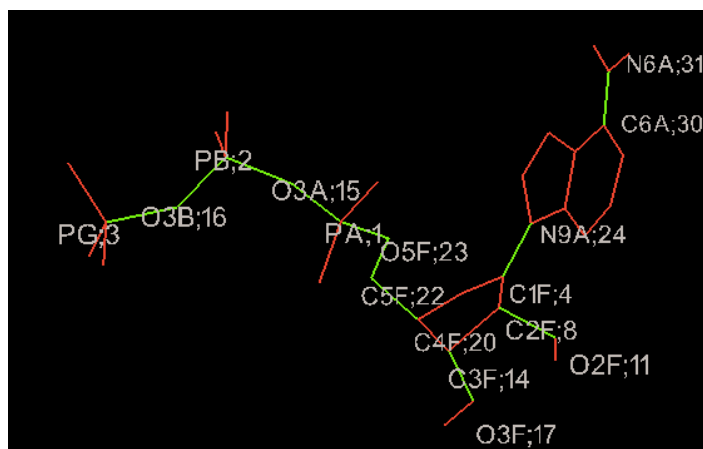 N6A;31
C6A;30
PB;2
O3A;15
O3B;16
PG;3
PA;1
N9A;24
O5F;23
C5F;22
C1F;4
C2F;8
C4F;20
O2F;11
C3F;14
O3F;17